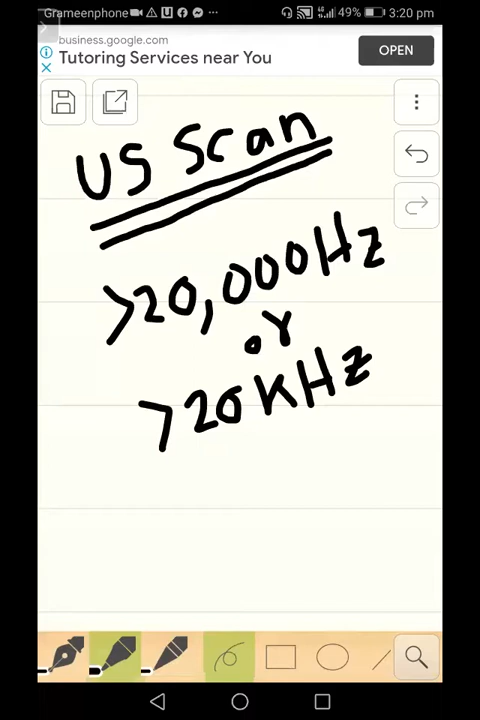 Grameenphone 49% 3:20 pm
business.google.com
Tutoring Services near You
OPEN
US Scan
>20,000Hz
or
>20KHz